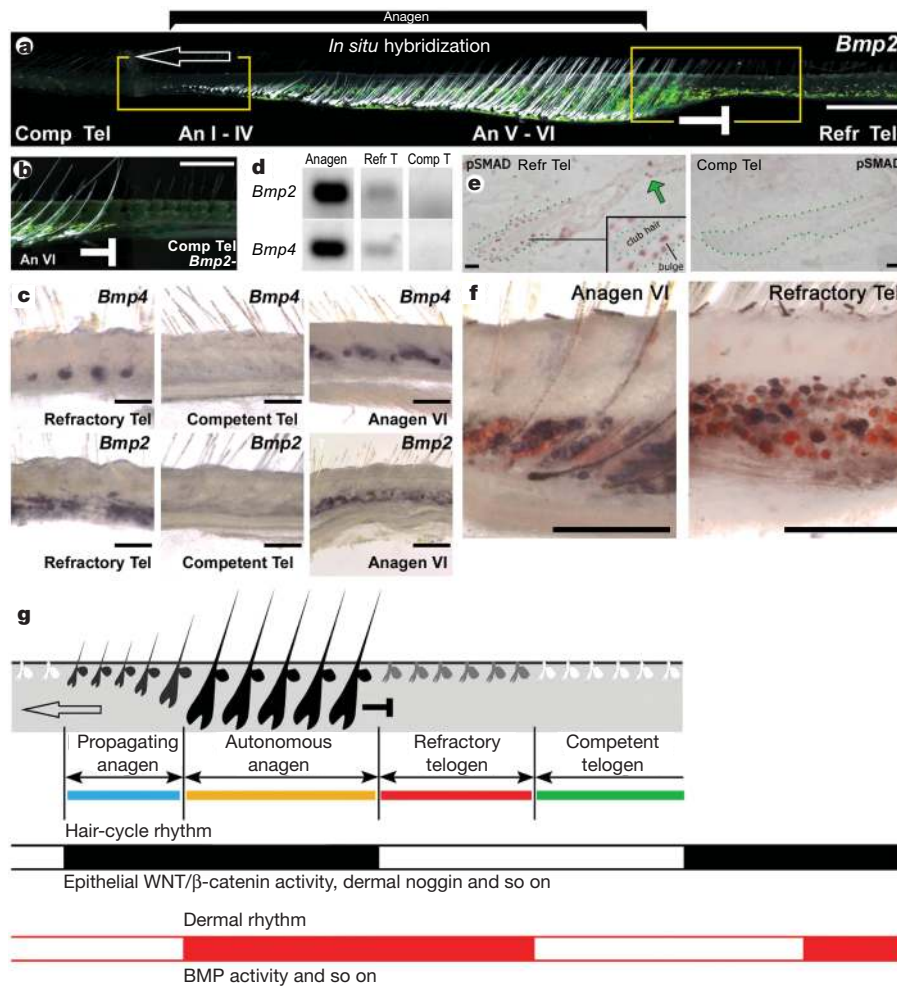 Anagen
a
In situ hybridization
Bmp2
Comp Tel
An I - IV
An V - VI
Refr Tel
b
An VI
Comp Tel
Bmp2-
d
Anagen
Refr T
Comp T
Bmp2
Bmp4
e
pSMAD
Refr Tel
club hair
bulge
Comp Tel
pSMAD
c
Bmp4
Refractory Tel
Bmp4
Competent Tel
Bmp4
Anagen VI
Bmp2
Refractory Tel
Bmp2
Competent Tel
Bmp2
Anagen VI
f
Anagen VI
Refractory Tel
g
Propagating
anagen
Autonomous
anagen
Refractory
telogen
Competent
telogen
Hair-cycle rhythm
Epithelial WNT/β-catenin activity, dermal noggin and so on
Dermal rhythm
BMP activity and so on